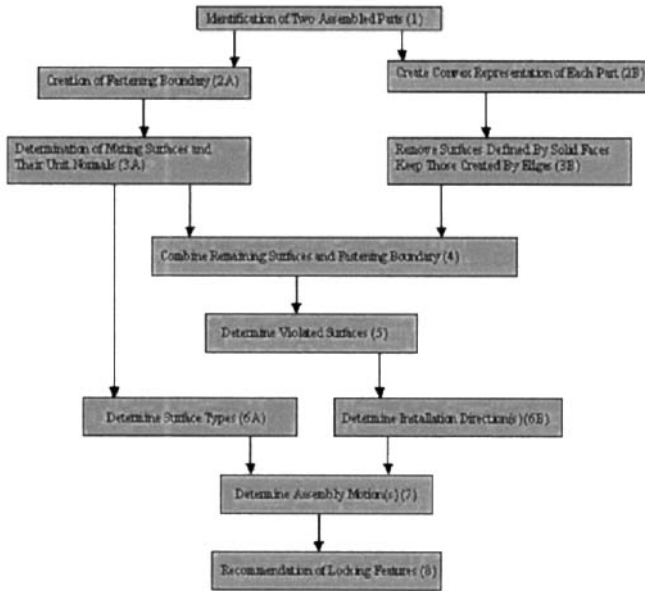 Identification of Two Assembled Parts (1)
Creation of Fastening Boundary (2A)
Create Convex Representation of Each Part (2B)
Determination of Mating Surfaces and
Their Unit Normals (3A)
Remove Surfaces Defined By Solid Faces
Keep Those Created By Edges (3B)
Combine Remaining Surfaces and Fastening Boundary (4)
Determine Violated Surfaces (5)
Determine Surface Types (6A)
Determine Installation Direction(s) (6B)
Determine Assembly Motion(s) (7)
Recommendation of Locking Features (8)